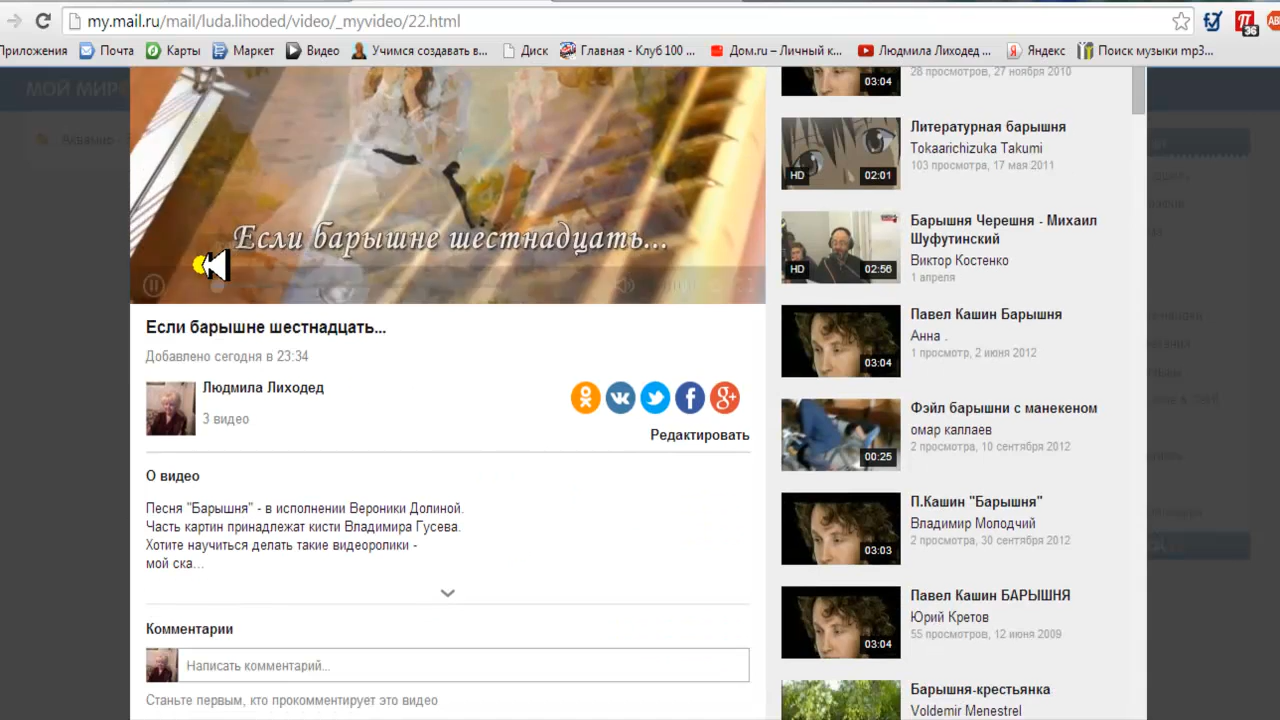 my.mail.ru/mail/luda.lihoded/video/_myvideo/22.html
36
Приложения Почта Карты Маркет Видео Учимся создавать в... Диск Главная - Клуб 100 ... Дом.ru – Личный к... Людмила Лиходед ... Яндекс Поиск музыки mp3...
МОЙ МИР
Аквамир -
Если барышне шестнадцать...
Если барышне шестнадцать...
Добавлено сегодня в 23:34
Людмила Лиходед
3 видео
Редактировать
О видео
Песня "Барышня" - в исполнении Вероники Долиной.
Часть картин принадлежат кисти Владимира Гусева.
Хотите научиться делать такие видеоролики -
мой ска...
Комментарии
Написать комментарий...
Станьте первым, кто прокомментирует это видео
03:04
28 просмотров, 27 ноября 2010
HD 02:01
Литературная барышня
Tokaarichizuka Takumi
103 просмотра, 17 мая 2011
HD 02:56
Барышня Черешня - Михаил
Шуфутинский
Виктор Костенко
1 апреля
03:04
Павел Кашин Барышня
Анна .
1 просмотр, 2 июня 2012
00:25
Фэйл барышни с манекеном
омар каллаев
2 просмотра, 10 сентября 2012
03:03
П.Кашин "Барышня"
Владимир Молодчий
2 просмотра, 30 сентября 2012
03:04
Павел Кашин БАРЫШНЯ
Юрий Кретов
55 просмотров, 12 июня 2009
Барышня-крестьянка
Voldemir Menestrel